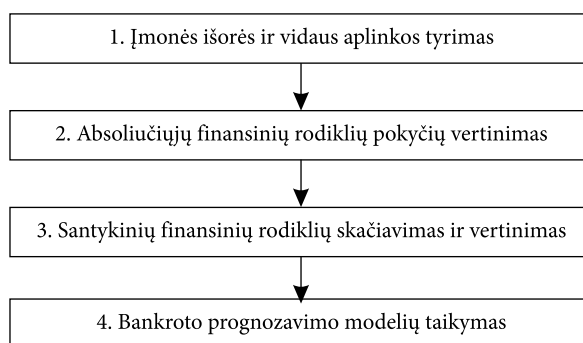 1. Įmonės išorės ir vidaus aplinkos tyrimas
2. Absoliučiųjų finansinių rodiklių pokyčių vertinimas
3. Santykinių finansinių rodiklių skačiavimas ir vertinimas
4. Bankroto prognozavimo modelių taikymas